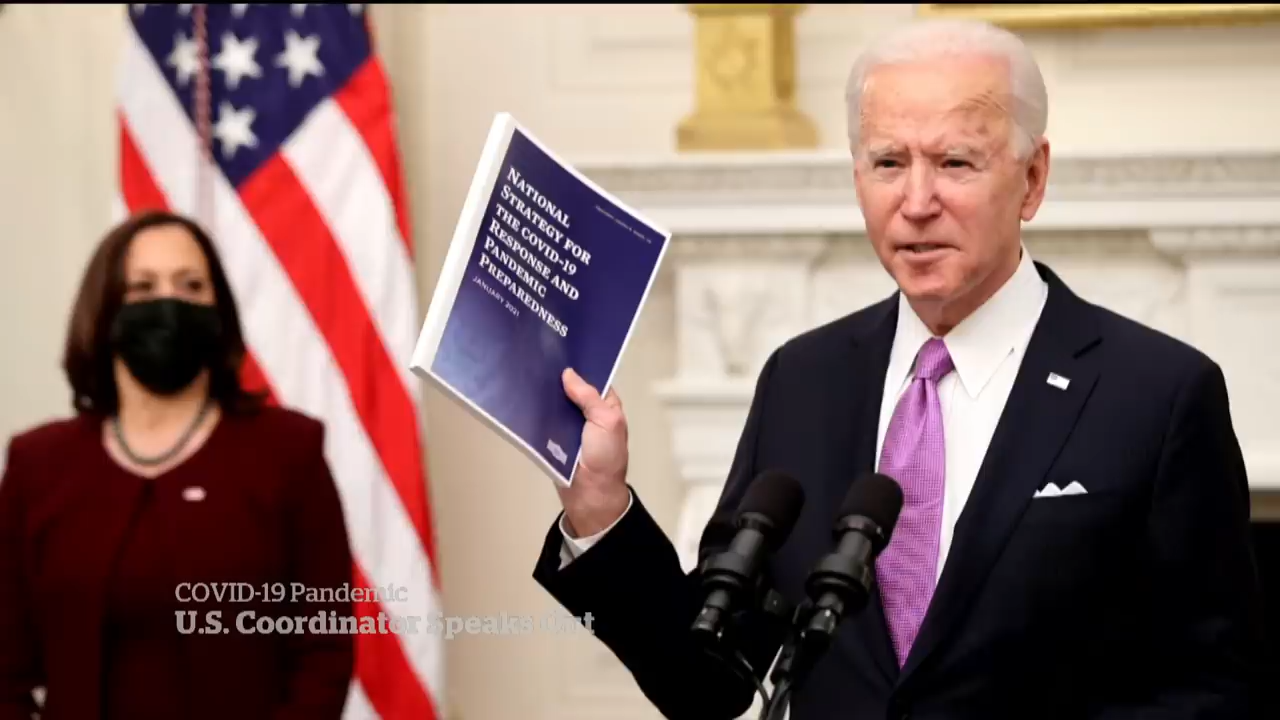 NATIONAL
STRATEGY FOR
THE COVID-19
RESPONSE AND
PANDEMIC
PREPAREDNESS
JANUARY 2021
COVID-19 Pandemic
U.S. Coordinator Speaks Out